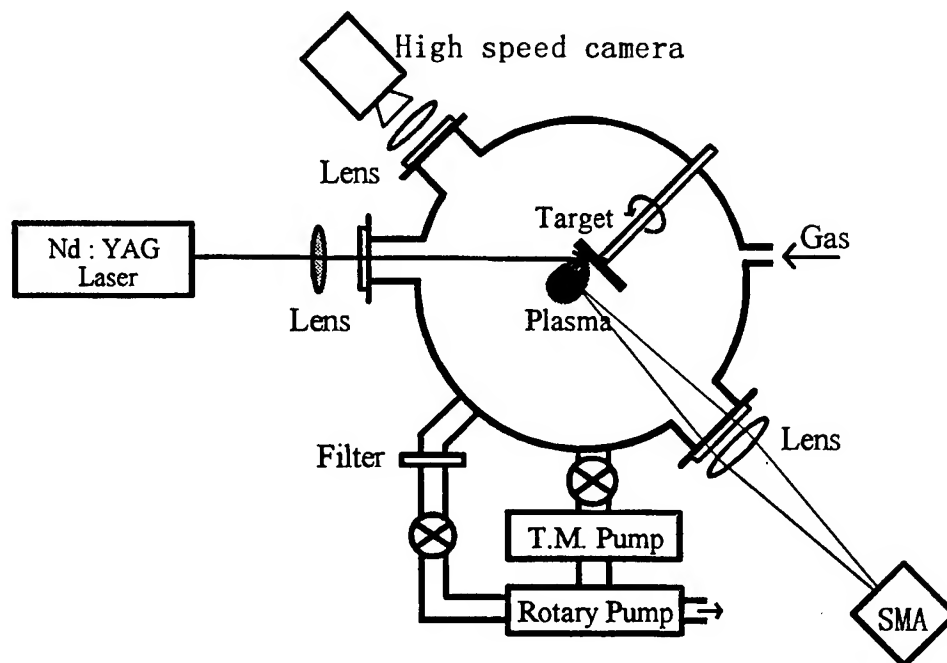 High speed camera
Lens
Target
Gas
Nd : YAG
Laser
Lens
Plasma
Lens
Filter
T.M. Pump
Rotary Pump
SMA